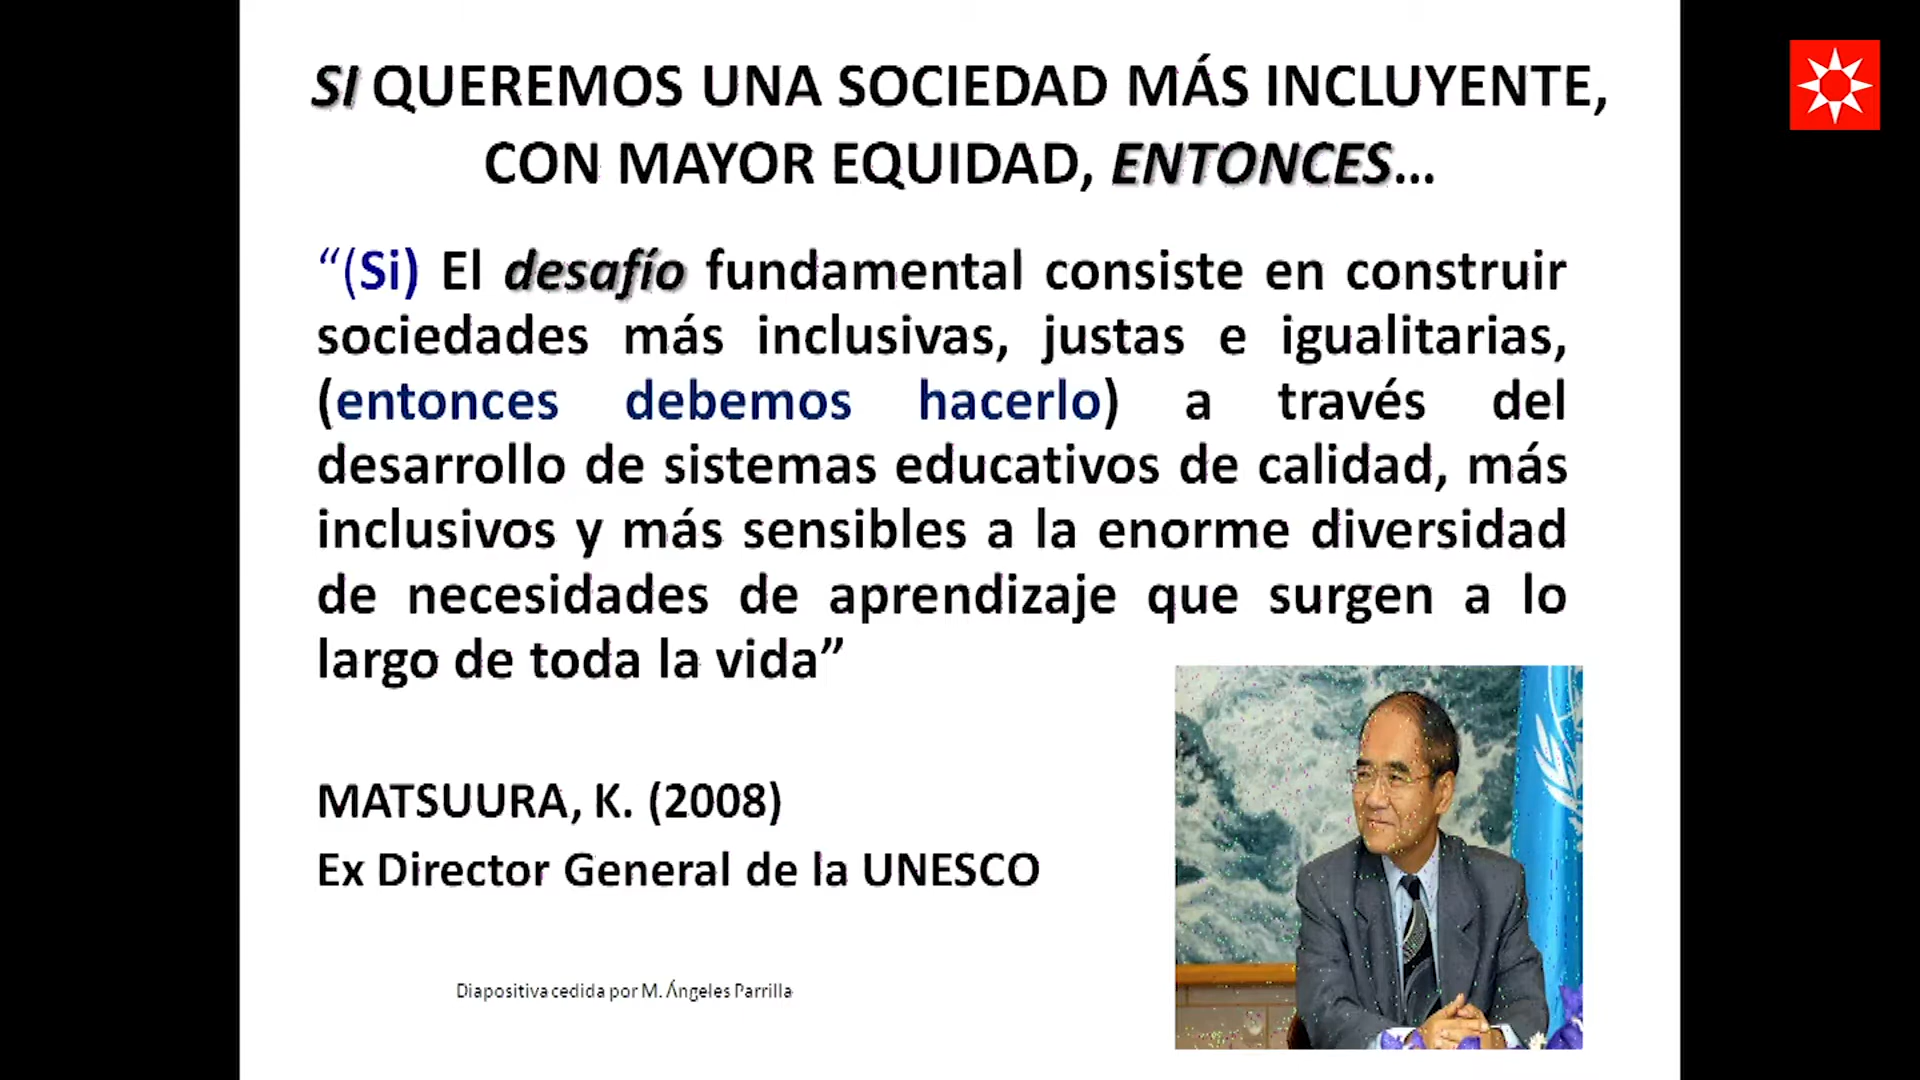 SI QUEREMOS UNA SOCIEDAD MÁS INCLUYENTE,
CON MAYOR EQUIDAD, ENTONCES...
“(Si) El desafío fundamental consiste en construir
sociedades más inclusivas, justas e igualitarias,
(entonces debemos hacerlo) a través del
desarrollo de sistemas educativos de calidad, más
inclusivos y más sensibles a la enorme diversidad
de necesidades de aprendizaje que surgen a lo
largo de toda la vida”
MATSUURA, K. (2008)
Ex Director General de la UNESCO
Diapositiva cedida por M. Ángeles Parrilla